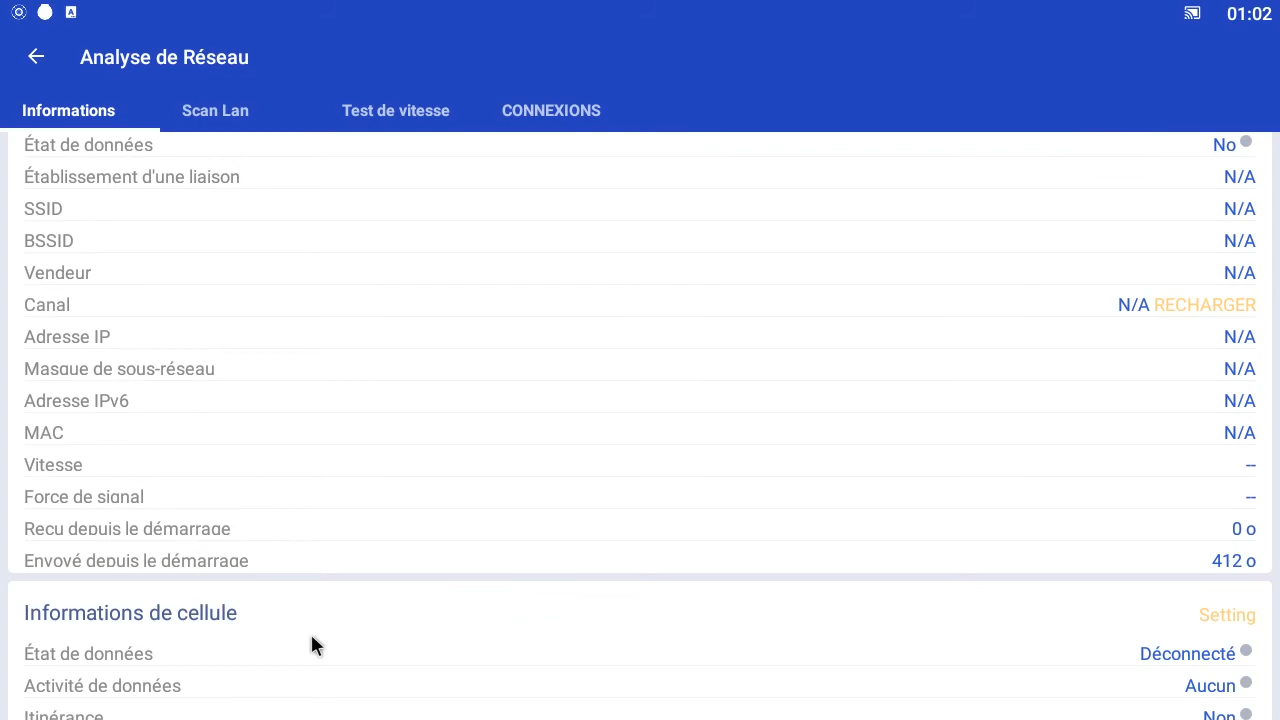 A
01:02
Analyse de Réseau
Informations
Scan Lan
Test de vitesse
CONNEXIONS
État de données
No
Établissement d'une liaison
N/A
SSID
N/A
BSSID
N/A
Vendeur
N/A
Canal
N/A RECHARGER
Adresse IP
N/A
Masque de sous-réseau
N/A
Adresse IPv6
N/A
MAC
N/A
Vitesse
--
Force de signal
--
Reçu depuis le démarrage
0 o
Envoyé depuis le démarrage
412 o
Informations de cellule
Setting
État de données
Déconnecté
Activité de données
Aucun
Itinérance
Non